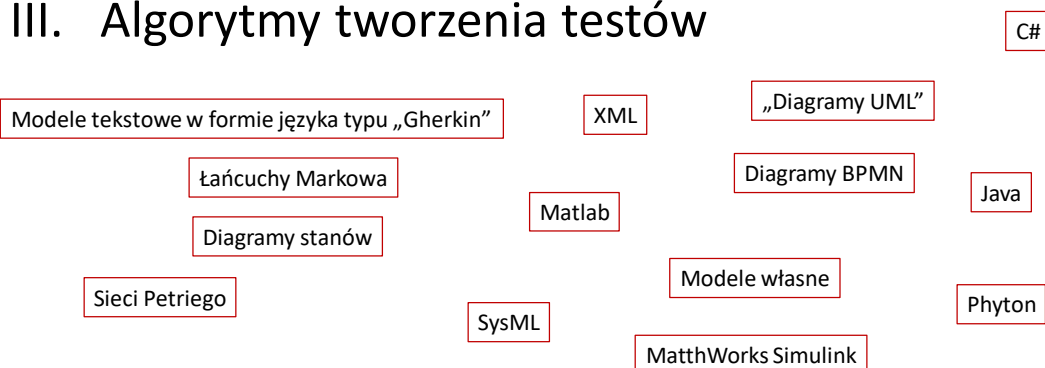 III. Algorytmy tworzenia testów
C#
Modele tekstowe w formie języka typu „Gherkin”
XML
„Diagramy UML”
Łańcuchy Markowa
Diagramy BPMN
Java
Matlab
Diagramy stanów
Modele własne
Sieci Petriego
Phyton
SysML
MatthWorks Simulink